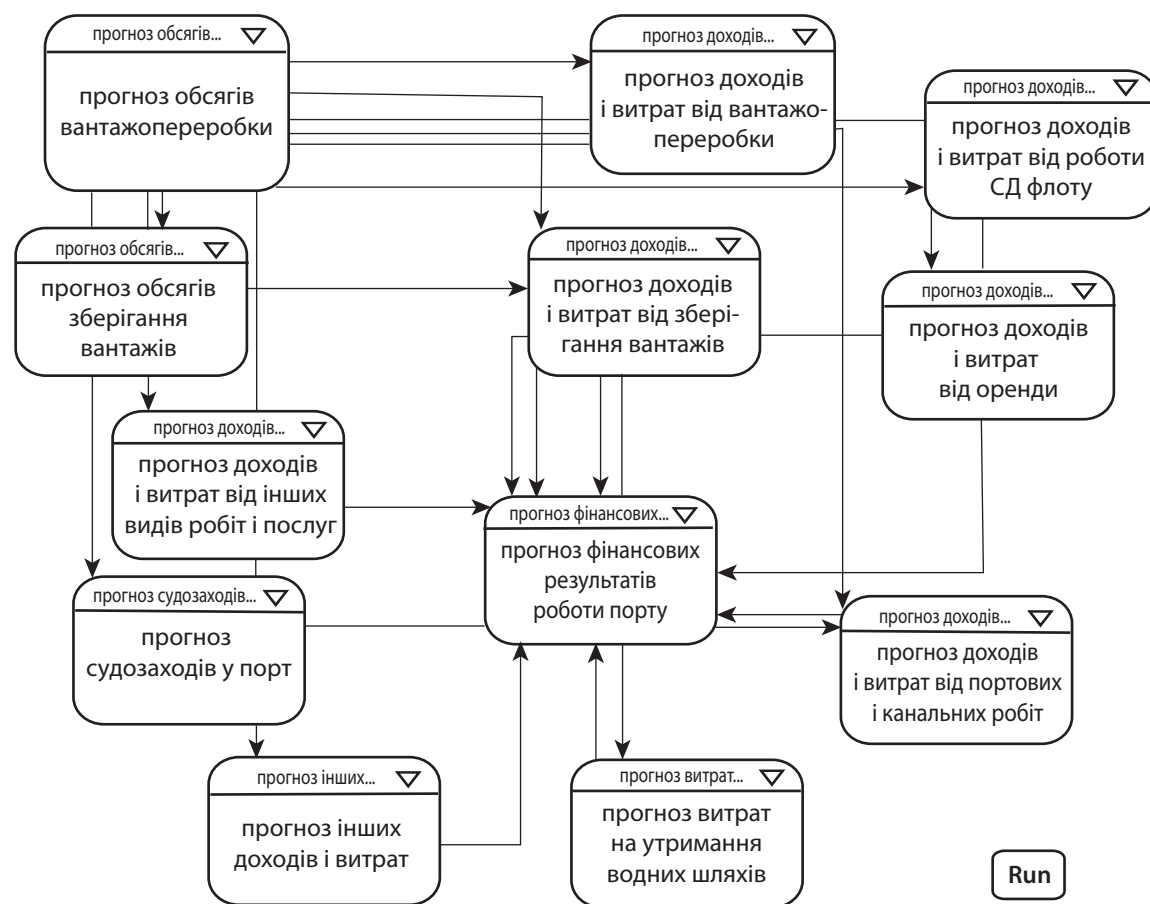 прогноз обсягів...
прогноз обсягів
вантажопереробки
прогноз доходів...
прогноз доходів
і витрат від вантажо-
переробки
прогноз доходів...
прогноз доходів
і витрат від роботи
СД флоту
прогноз обсягів...
прогноз обсягів
зберігання
вантажів
прогноз доходів...
прогноз доходів
і витрат від збері-
гання вантажів
прогноз доходів...
прогноз доходів
і витрат
від оренди
прогноз доходів...
прогноз доходів
і витрат від інших
видів робіт і послуг
прогноз фінансових...
прогноз фінансових
результатів
роботи порту
прогноз судозаходів...
прогноз
судозаходів у порт
прогноз доходів...
прогноз доходів
і витрат від портових
і канальних робіт
прогноз інших...
прогноз інших
доходів і витрат
прогноз витрат...
прогноз витрат
на утримання
водних шляхів
Run